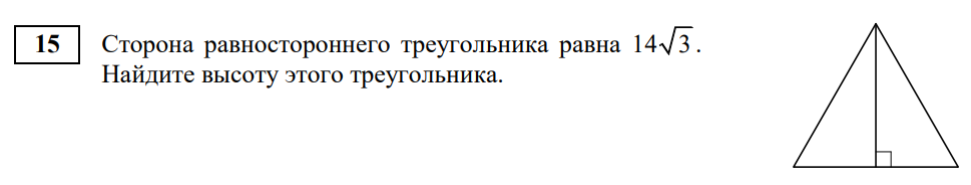 15 Сторона равностороннего треугольника равна 14√3.
Найдите высоту этого треугольника.